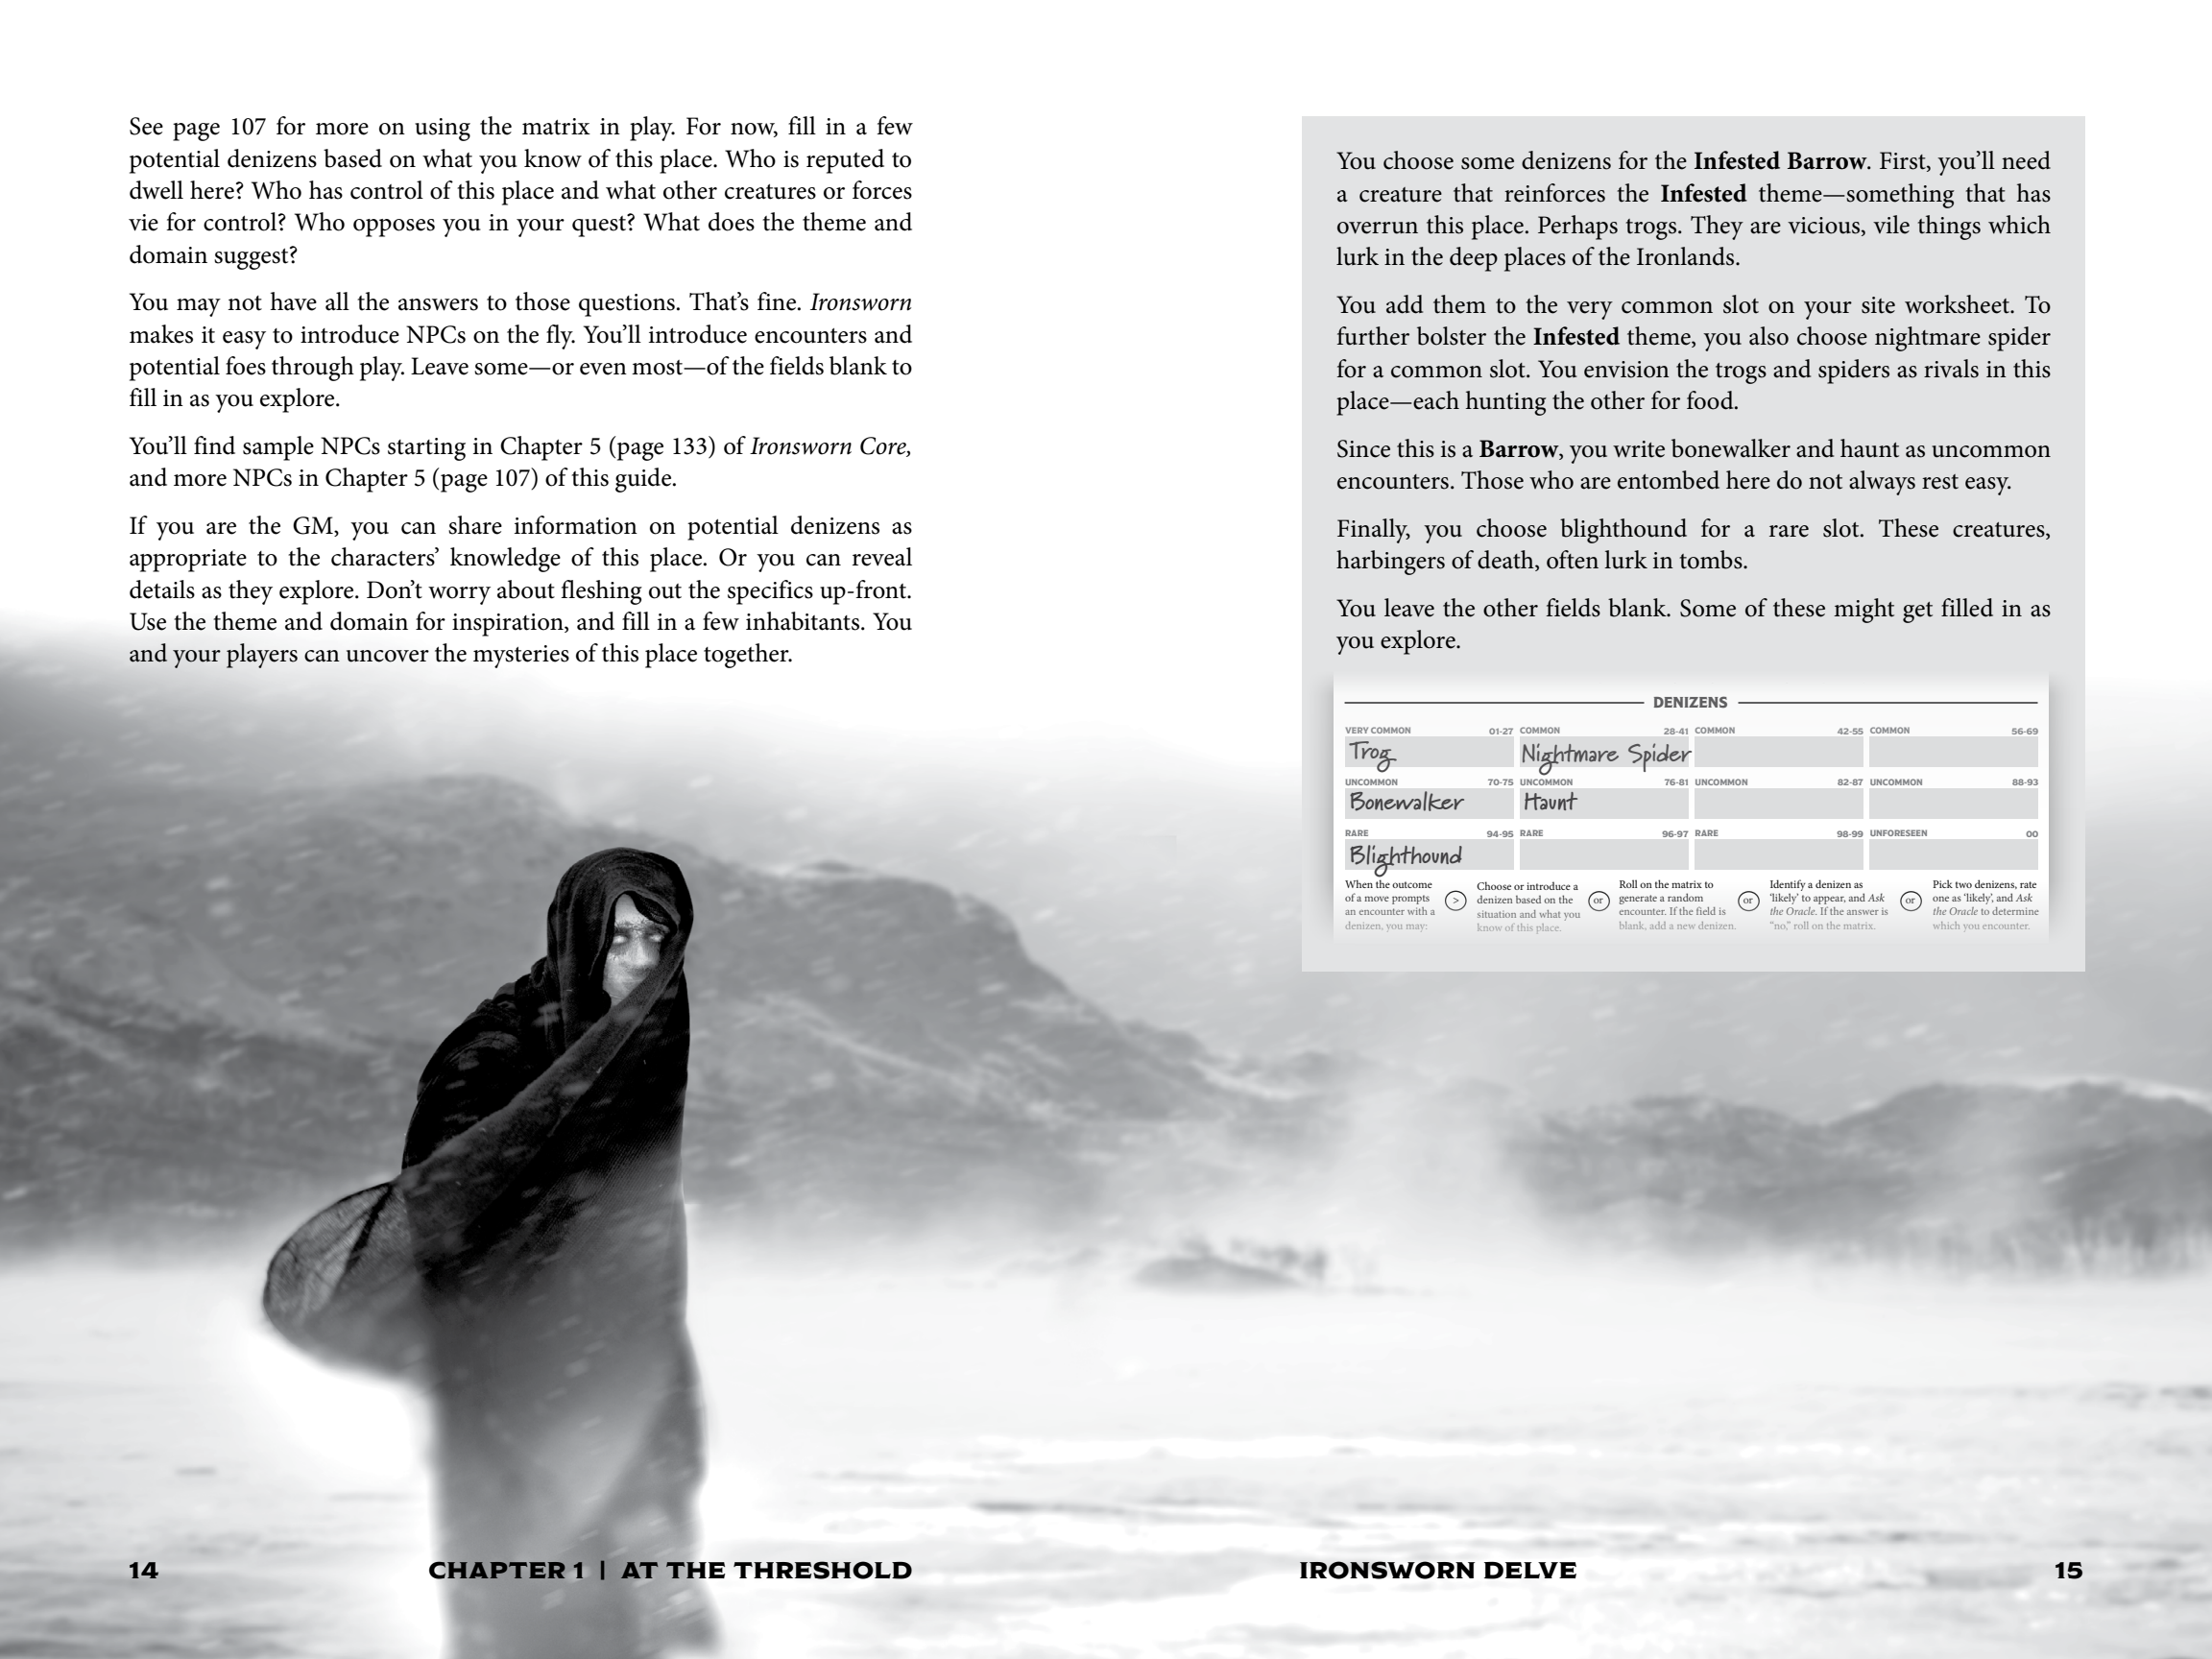 See page 107 for more on using the matrix in play. For now, fill in a few
potential denizens based on what you know of this place. Who is reputed to
dwell here? Who has control of this place and what other creatures or forces
vie for control? Who opposes you in your quest? What does the theme and
domain suggest?
You may not have all the answers to those questions. That’s fine. Ironsworn
makes it easy to introduce NPCs on the fly. You’ll introduce encounters and
potential foes through play. Leave some—or even most—of the fields blank to
fill in as you explore.
You’ll find sample NPCs starting in Chapter 5 (page 133) of Ironsworn Core,
and more NPCs in Chapter 5 (page 107) of this guide.
If you are the GM, you can share information on potential denizens as
appropriate to the characters’ knowledge of this place. Or you can reveal
details as they explore. Don’t worry about fleshing out the specifics up-front.
Use the theme and domain for inspiration, and fill in a few inhabitants. You
and your players can uncover the mysteries of this place together.
14
CHAPTER 1 | AT THE THRESHOLD
You choose some denizens for the Infested Barrow. First, you’ll need
a creature that reinforces the Infested theme—something that has
overrun this place. Perhaps trogs. They are vicious, vile things which
lurk in the deep places of the Ironlands.
You add them to the very common slot on your site worksheet. To
further bolster the Infested theme, you also choose nightmare spider
for a common slot. You envision the trogs and spiders as rivals in this
place—each hunting the other for food.
Since this is a Barrow, you write bonewalker and haunt as uncommon
encounters. Those who are entombed here do not always rest easy.
Finally, you choose blighthound for a rare slot. These creatures,
harbingers of death, often lurk in tombs.
You leave the other fields blank. Some of these might get filled in as
you explore.
DENIZENS
VERY COMMON 01-27 COMMON 28-41 COMMON 42-55 COMMON 56-69
Trog Nightmare Spider
UNCOMMON 70-75 UNCOMMON 76-81 UNCOMMON 82-87 UNCOMMON 88-93
Bonewalker Haunt
RARE 94-95 RARE 96-97 RARE 98-99 UNFORESEEN 00
Blighthound
When the outcome
of a move prompts
an encounter with a
denizen, you may:
>
Choose or introduce a
denizen based on the
situation and what you
know of this place.
or
Roll on the matrix to
generate a random
encounter. If the field is
blank, add a new denizen.
or
Identify a denizen as
‘likely’ to appear, and Ask
the Oracle. If the answer is
“no,” roll on the matrix.
or
Pick two denizens, rate
one as ‘likely’, and Ask
the Oracle to determine
which you encounter.
IRONSWORN DELVE
15